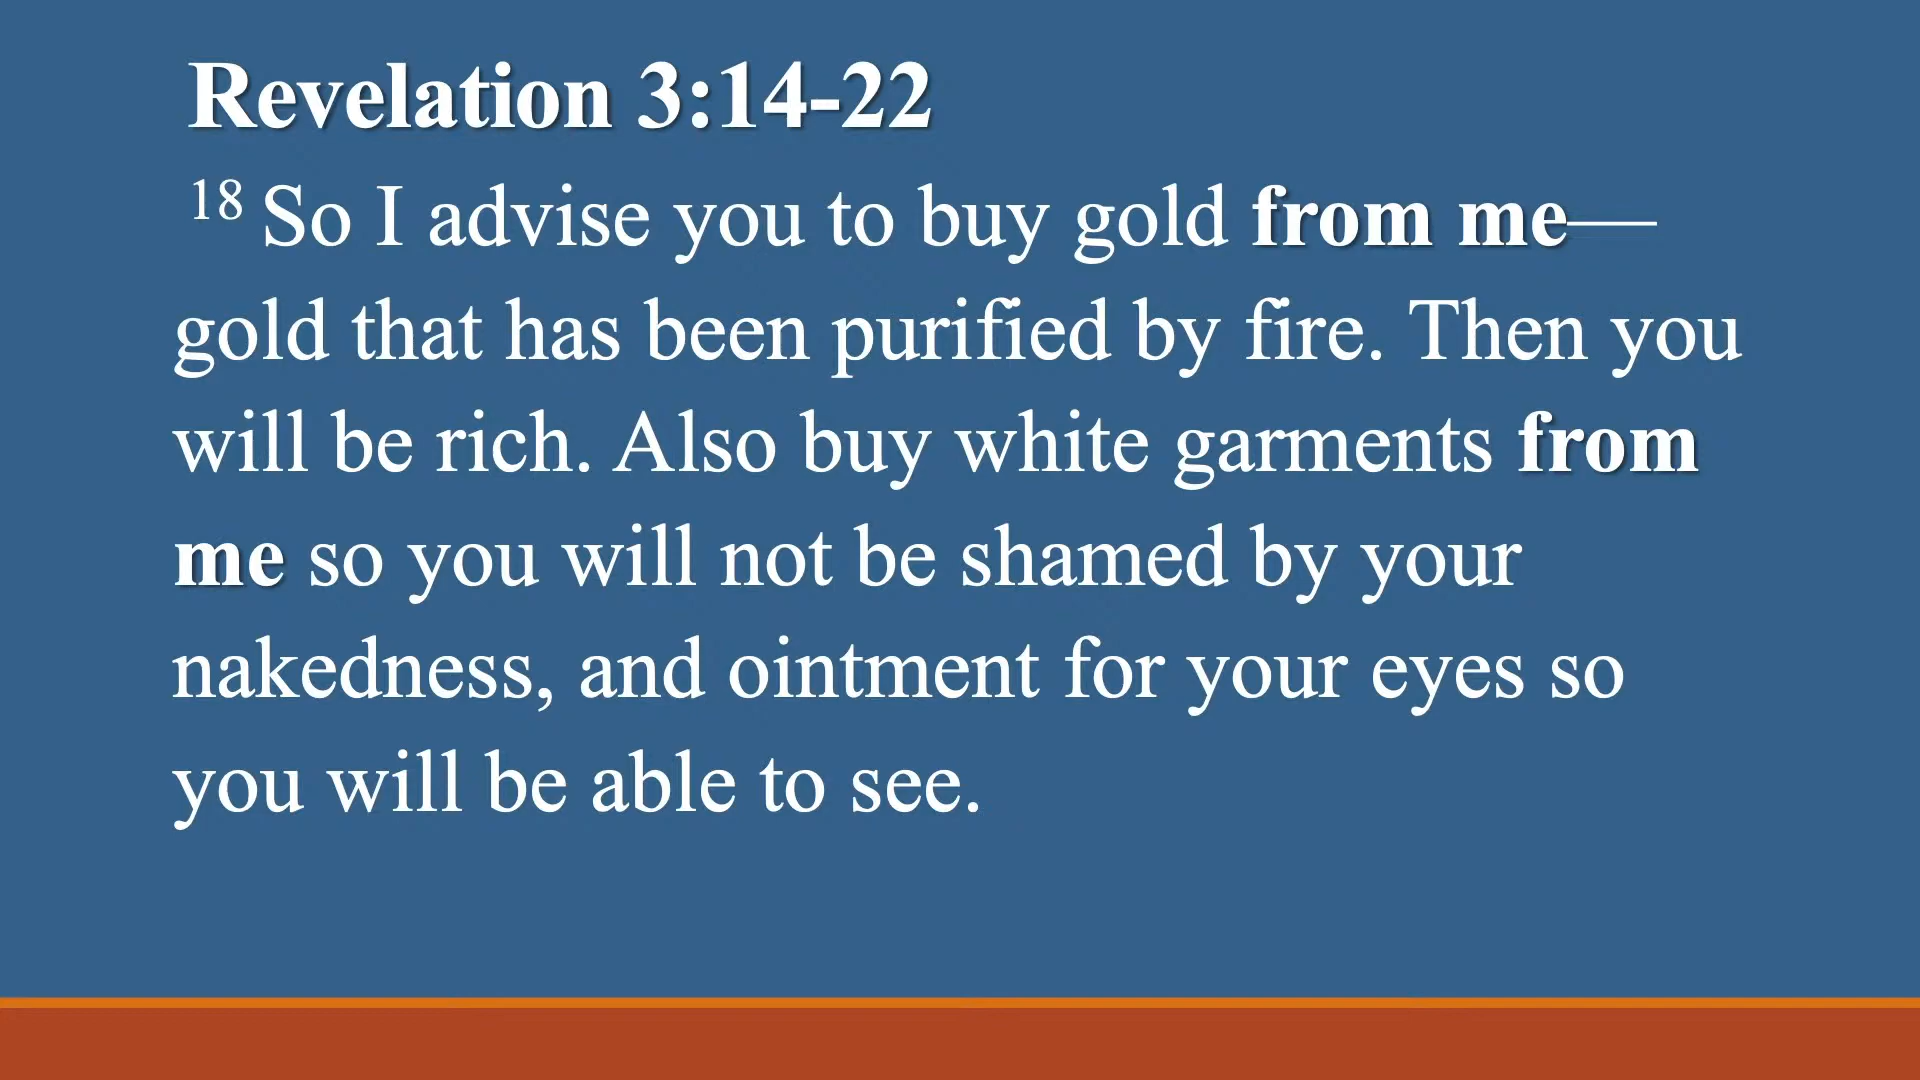 Revelation 3:14-22
18 So I advise you to buy gold from me—
gold that has been purified by fire. Then you
will be rich. Also buy white garments from
me so you will not be shamed by your
nakedness, and ointment for your eyes so
you will be able to see.